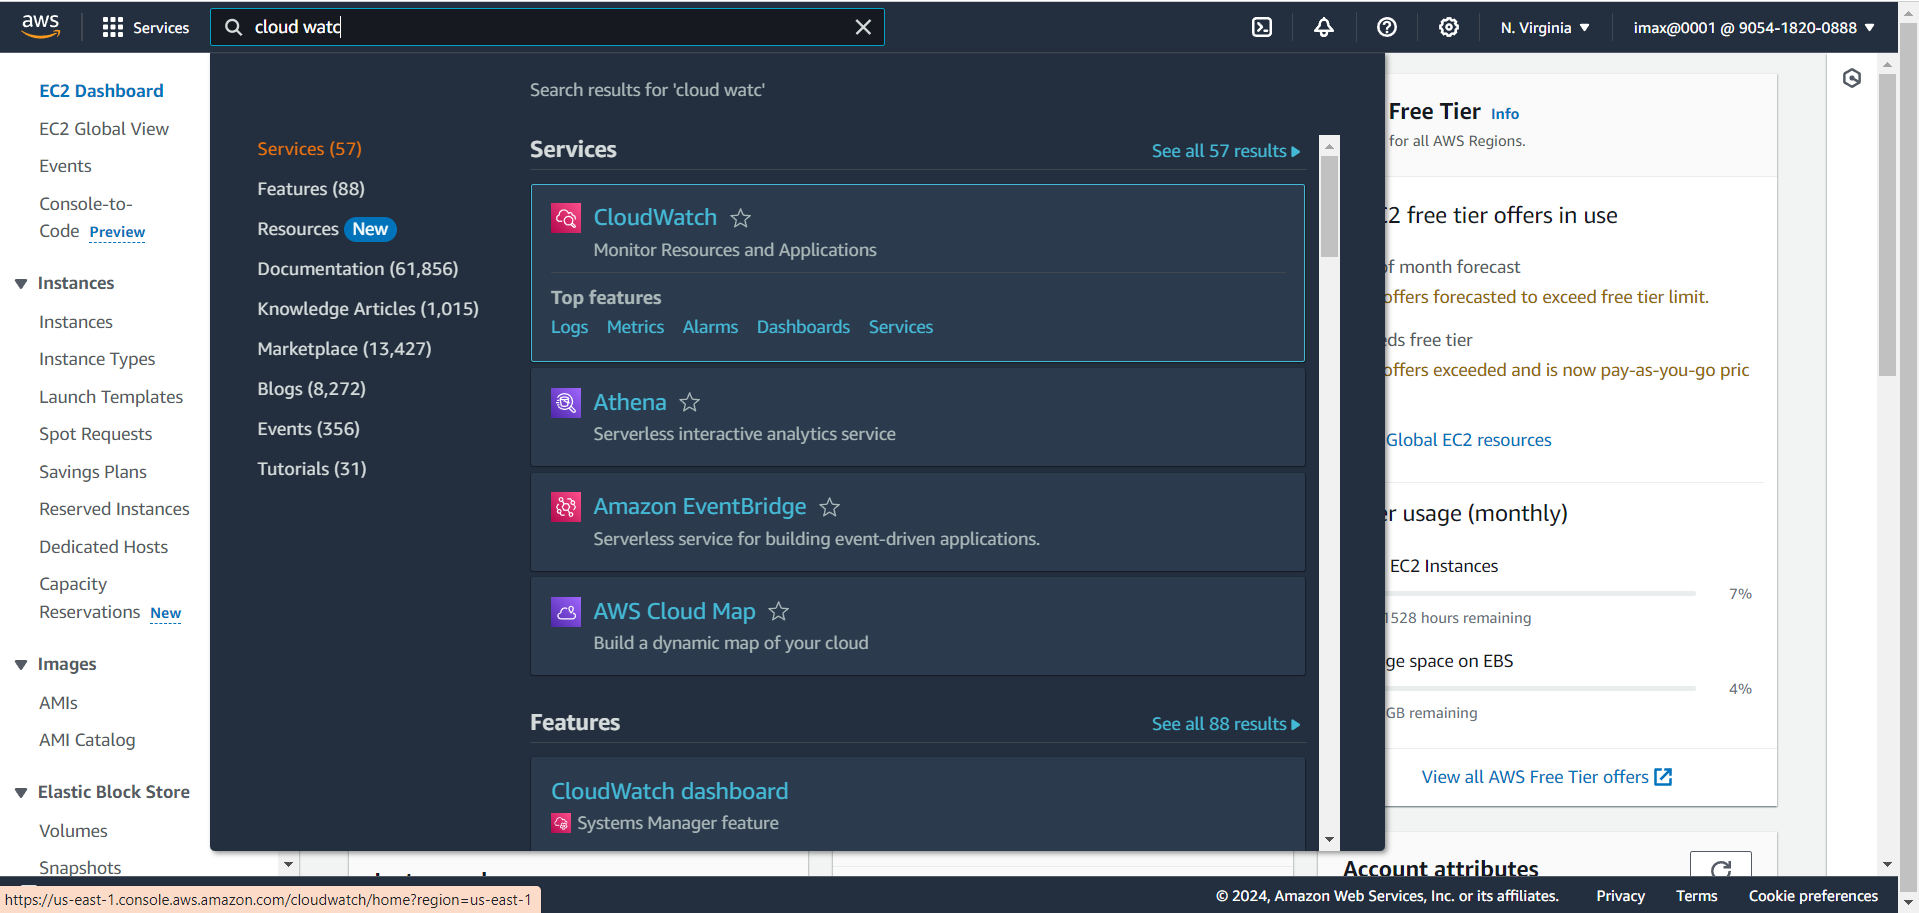 aws
Services
cloud watc
N. Virginia
imax@0001 @ 9054-1820-0888
EC2 Dashboard
EC2 Global View
Events
Console-to-
Code Preview
Instances
Instances
Instance Types
Launch Templates
Spot Requests
Savings Plans
Reserved Instances
Dedicated Hosts
Capacity
Reservations New
Images
AMIs
AMI Catalog
Elastic Block Store
Volumes
Snapshots
Search results for 'cloud watc'
Services (57)
Features (88)
Resources New
Documentation (61,856)
Knowledge Articles (1,015)
Marketplace (13,427)
Blogs (8,272)
Events (356)
Tutorials (31)
Services
See all 57 results
CloudWatch
Monitor Resources and Applications
Top features
Logs Metrics Alarms Dashboards Services
Athena
Serverless interactive analytics service
Amazon EventBridge
Serverless service for building event-driven applications.
AWS Cloud Map
Build a dynamic map of your cloud
Features
See all 88 results
CloudWatch dashboard
Systems Manager feature
Free Tier Info
for all AWS Regions.
2 free tier offers in use
of month forecast
offers forecasted to exceed free tier limit.
ds free tier
offers exceeded and is now pay-as-you-go pric
Global EC2 resources
er usage (monthly)
EC2 Instances
7%
1528 hours remaining
ge space on EBS
4%
GB remaining
View all AWS Free Tier offers
Account attributes
https://us-east-1.console.aws.amazon.com/cloudwatch/home?region=us-east-1
© 2024, Amazon Web Services, Inc. or its affiliates.
Privacy
Terms
Cookie preferences